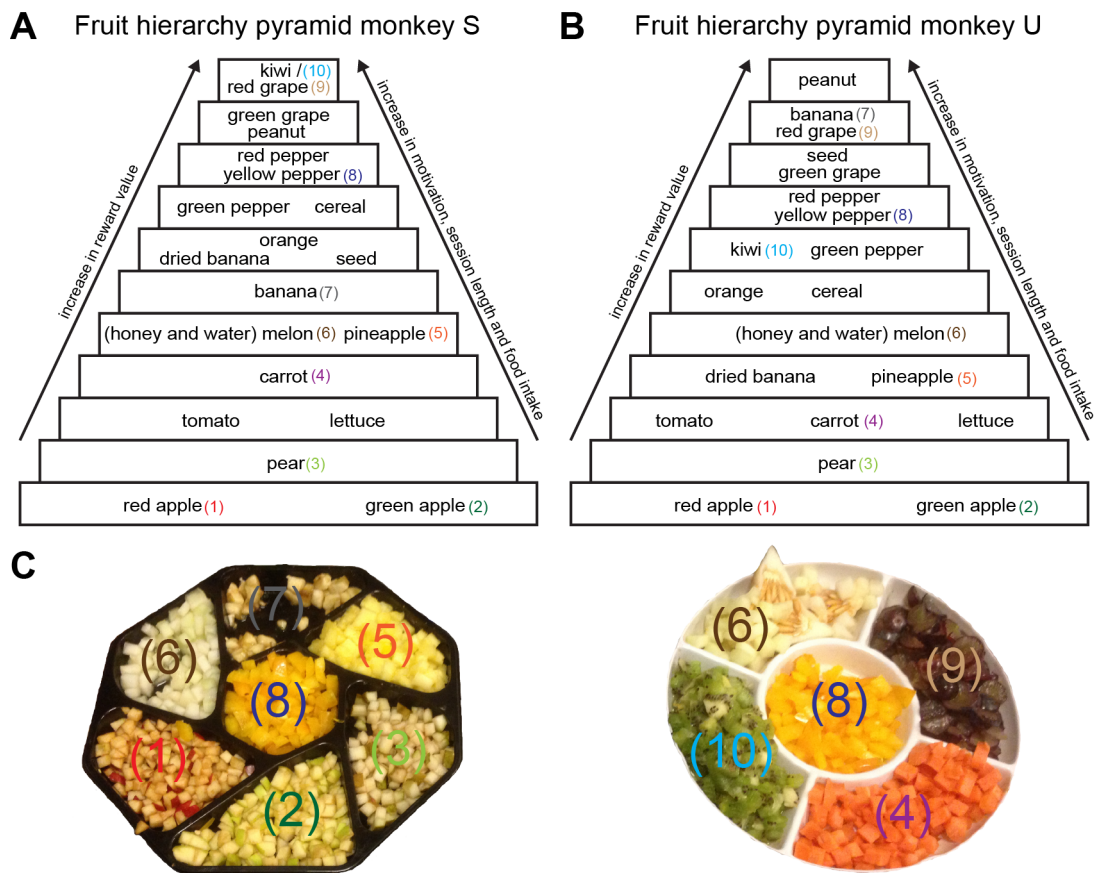 A Fruit hierarchy pyramid monkey S
kiwi /(10)
red grape (9)
green grape
peanut
red pepper
yellow pepper (8)
green pepper cereal
orange
dried banana seed
banana (7)
(honey and water) melon (6) pineapple (5)
carrot (4)
tomato lettuce
pear (3)
red apple (1) green apple (2)
increase in reward value
increase in motivation, session length and food intake
B Fruit hierarchy pyramid monkey U
peanut
banana (7)
red grape (9)
seed
green grape
red pepper
yellow pepper (8)
kiwi (10) green pepper
orange cereal
(honey and water) melon (6)
dried banana pineapple (5)
tomato carrot (4) lettuce
pear (3)
red apple (1) green apple (2)
increase in reward value
increase in motivation, session length and food intake
C
(7)
(6) (5)
(8)
(1) (3)
(2)
(6)
(9)
(8)
(10)
(4)